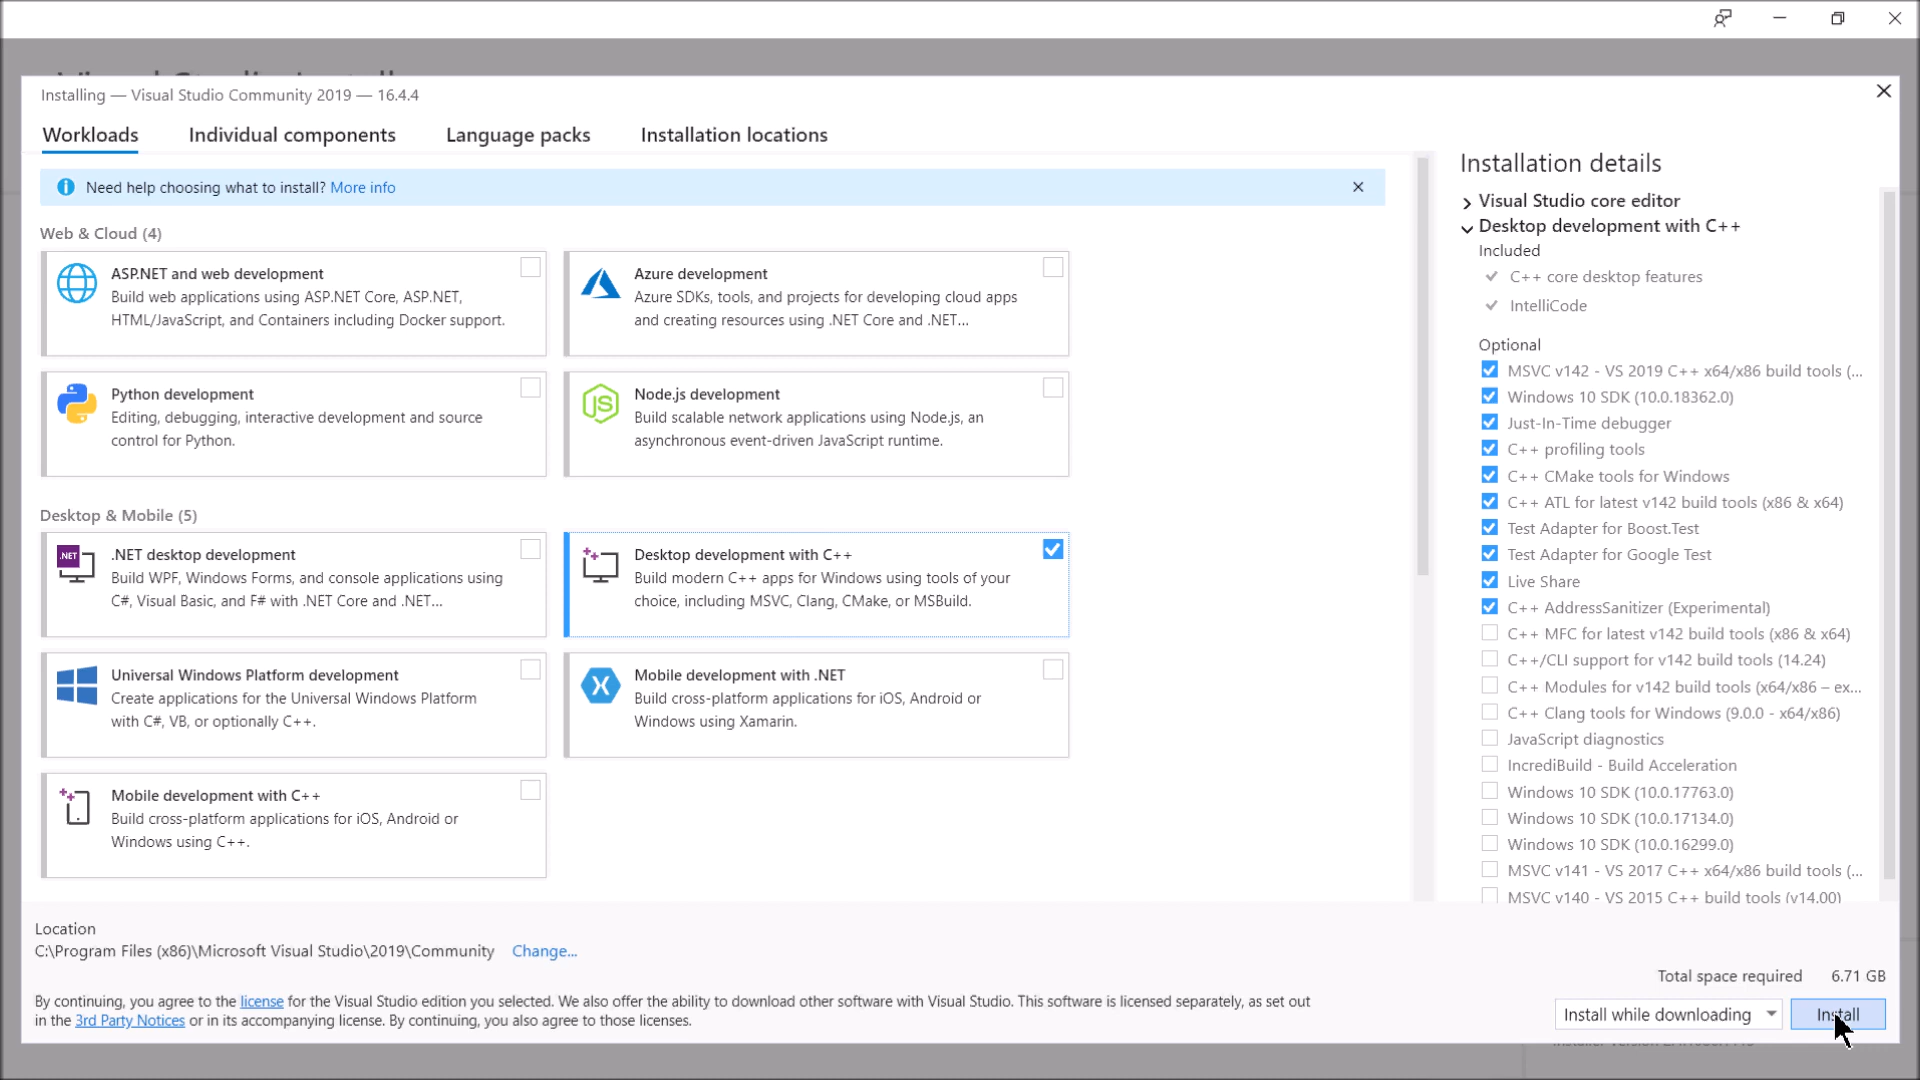 Installing — Visual Studio Community 2019 — 16.4.4
Workloads
Individual components
Language packs
Installation locations
Need help choosing what to install? More info
Web & Cloud (4)
ASP.NET and web development
Build web applications using ASP.NET Core, ASP.NET,
HTML/JavaScript, and Containers including Docker support.
Azure development
Azure SDKs, tools, and projects for developing cloud apps
and creating resources using .NET Core and .NET...
Python development
Editing, debugging, interactive development and source
control for Python.
Node.js development
Build scalable network applications using Node.js, an
asynchronous event-driven JavaScript runtime.
Desktop & Mobile (5)
.NET
.NET desktop development
Build WPF, Windows Forms, and console applications using
C#, Visual Basic, and F# with .NET Core and .NET...
Desktop development with C++
Build modern C++ apps for Windows using tools of your
choice, including MSVC, Clang, CMake, or MSBuild.
Universal Windows Platform development
Create applications for the Universal Windows Platform
with C#, VB, or optionally C++.
Mobile development with .NET
Build cross-platform applications for iOS, Android or
Windows using Xamarin.
Mobile development with C++
Build cross-platform applications for iOS, Android or
Windows using C++.
Installation details
Visual Studio core editor
Desktop development with C++
Included
C++ core desktop features
IntelliCode
Optional
MSVC v142 - VS 2019 C++ x64/x86 build tools (...
Windows 10 SDK (10.0.18362.0)
Just-In-Time debugger
C++ profiling tools
C++ CMake tools for Windows
C++ ATL for latest v142 build tools (x86 & x64)
Test Adapter for Boost.Test
Test Adapter for Google Test
Live Share
C++ AddressSanitizer (Experimental)
C++ MFC for latest v142 build tools (x86 & x64)
C++/CLI support for v142 build tools (14.24)
C++ Modules for v142 build tools (x64/x86 – ex...
C++ Clang tools for Windows (9.0.0 - x64/x86)
JavaScript diagnostics
IncrediBuild - Build Acceleration
Windows 10 SDK (10.0.17763.0)
Windows 10 SDK (10.0.17134.0)
Windows 10 SDK (10.0.16299.0)
MSVC v141 - VS 2017 C++ x64/x86 build tools (...
MSVC v140 - VS 2015 C++ build tools (v14.00)
Location
C:\Program Files (x86)\Microsoft Visual Studio\2019\Community Change...
Total space required 6.71 GB
By continuing, you agree to the license for the Visual Studio edition you selected. We also offer the ability to download other software with Visual Studio. This software is licensed separately, as set out
in the 3rd Party Notices or in its accompanying license. By continuing, you also agree to those licenses.
Install while downloading
Install